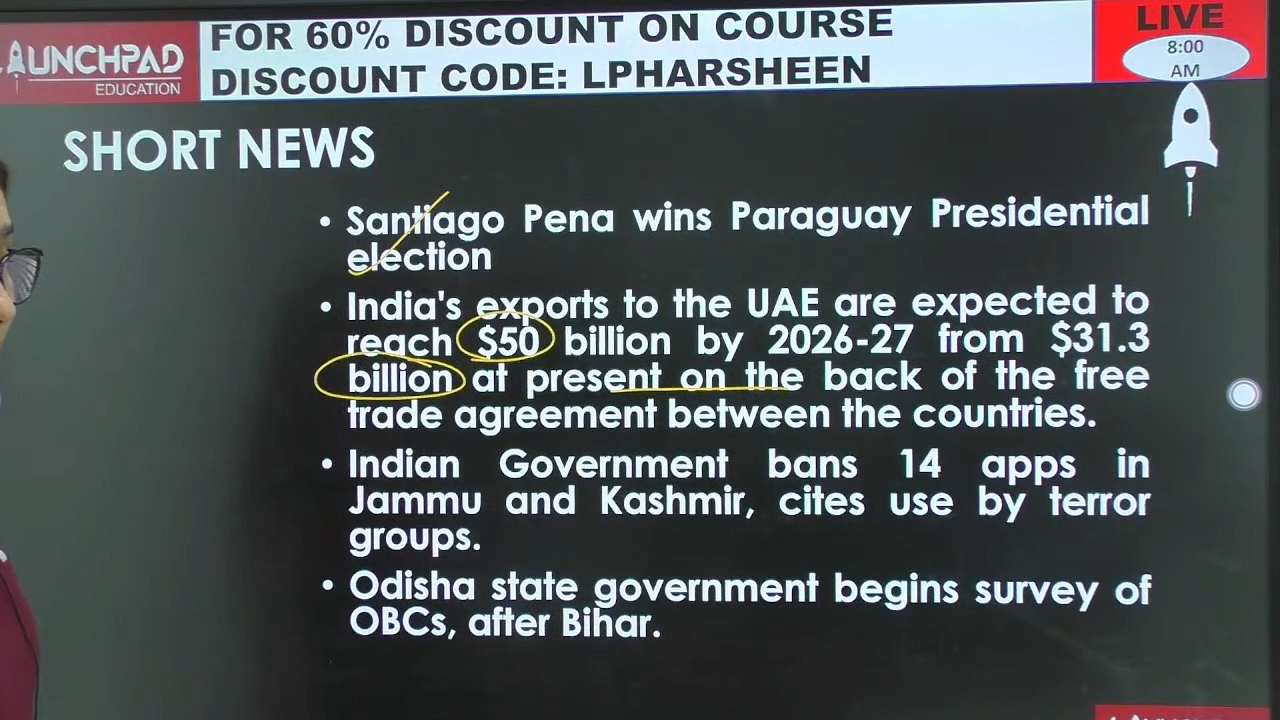 FOR 60% DISCOUNT ON COURSE
DISCOUNT CODE: LPHARSHEEN
LAUNCHPAD
EDUCATION
LIVE
8:00
AM
SHORT NEWS
• Santiago Pena wins Paraguay Presidential
election
• India's exports to the UAE are expected to
reach $50 billion by 2026-27 from $31.3
billion at present on the back of the free
trade agreement between the countries.
• Indian Government bans 14 apps in
Jammu and Kashmir, cites use by terror
groups.
• Odisha state government begins survey of
OBCs, after Bihar.